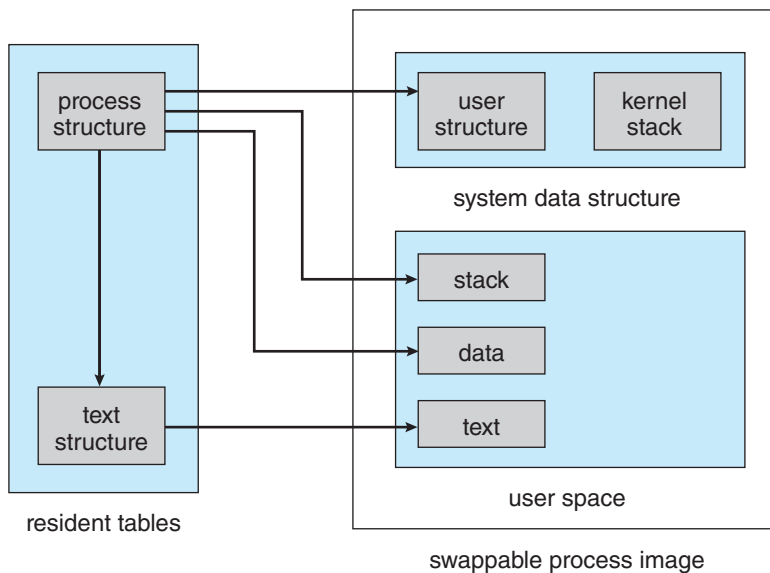 process
structure
text
structure
resident tables
user
structure
kernel
stack
system data structure
stack
data
text
user space
swappable process image